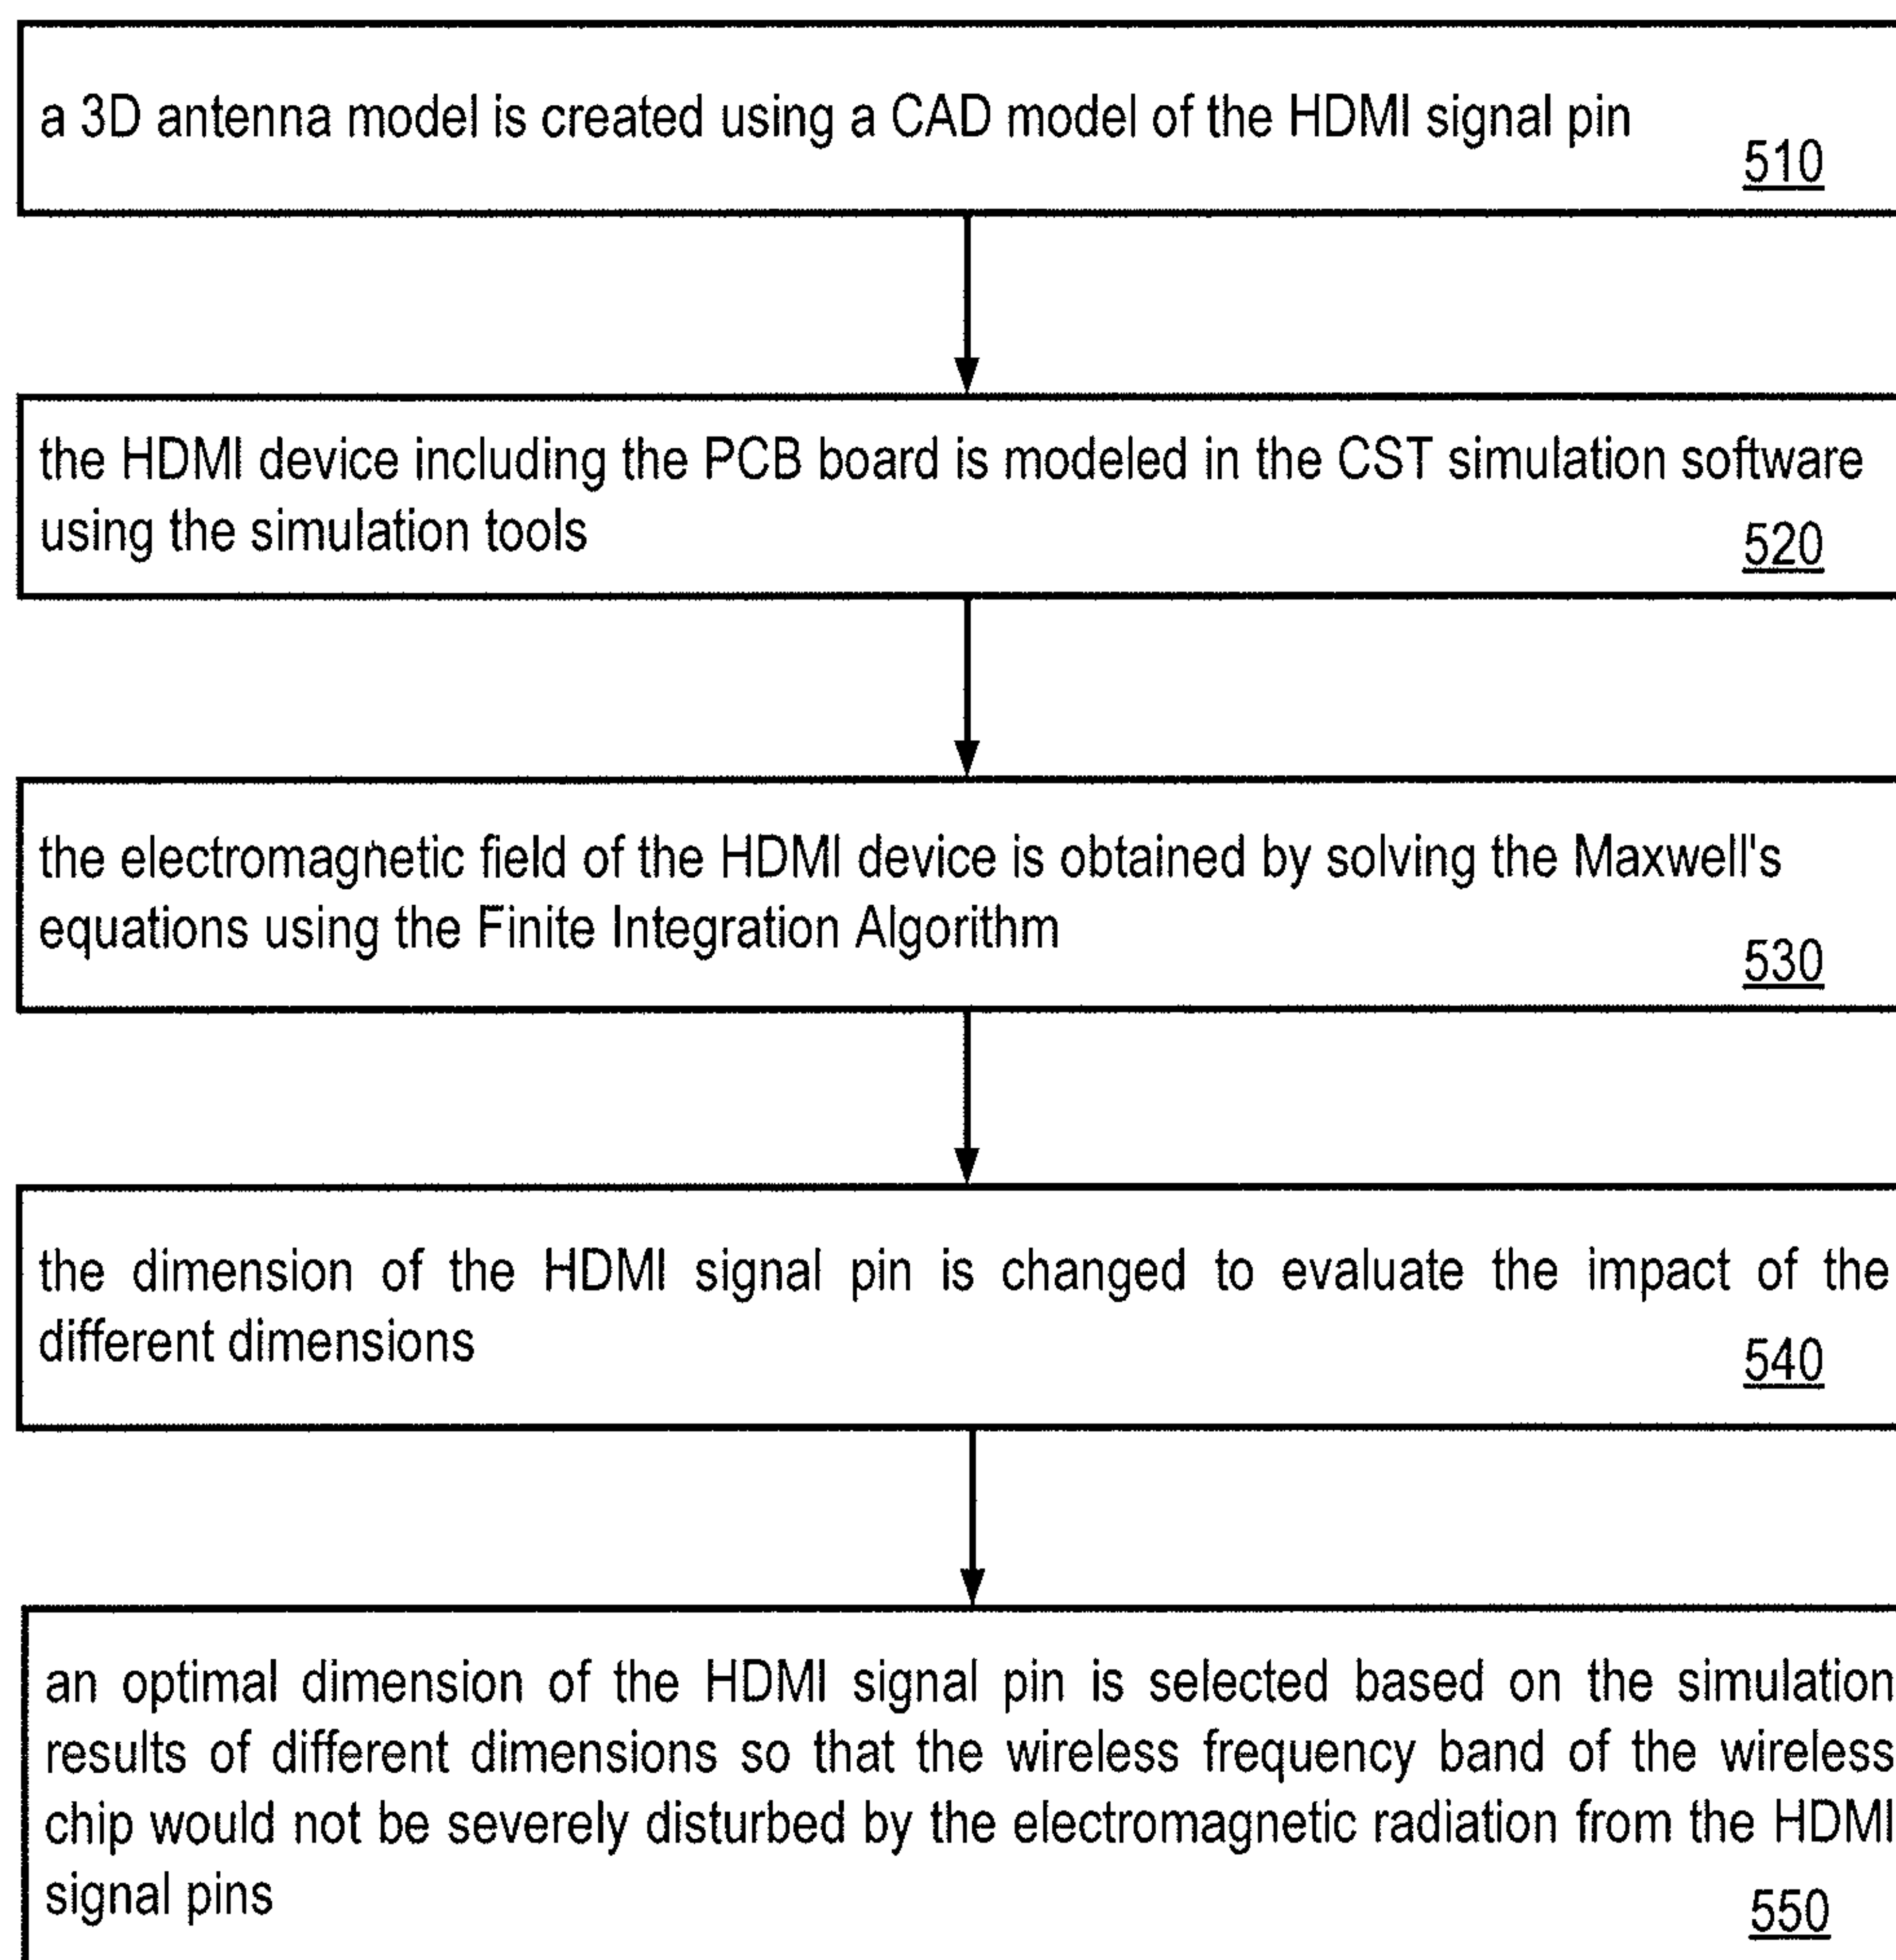 a 3D antenna model is created using a CAD model of the HDMI signal pin
510
the HDMI device including the PCB board is modeled in the CST simulation software
using the simulation tools
520
the electromagnetic field of the HDMI device is obtained by solving the Maxwell's
equations using the Finite Integration Algorithm
530
the dimension of the HDMI signal pin is changed to evaluate the impact of the
different dimensions
540
an optimal dimension of the HDMI signal pin is selected based on the simulation
results of different dimensions so that the wireless frequency band of the wireless
chip would not be severely disturbed by the electromagnetic radiation from the HDMI
signal pins
550